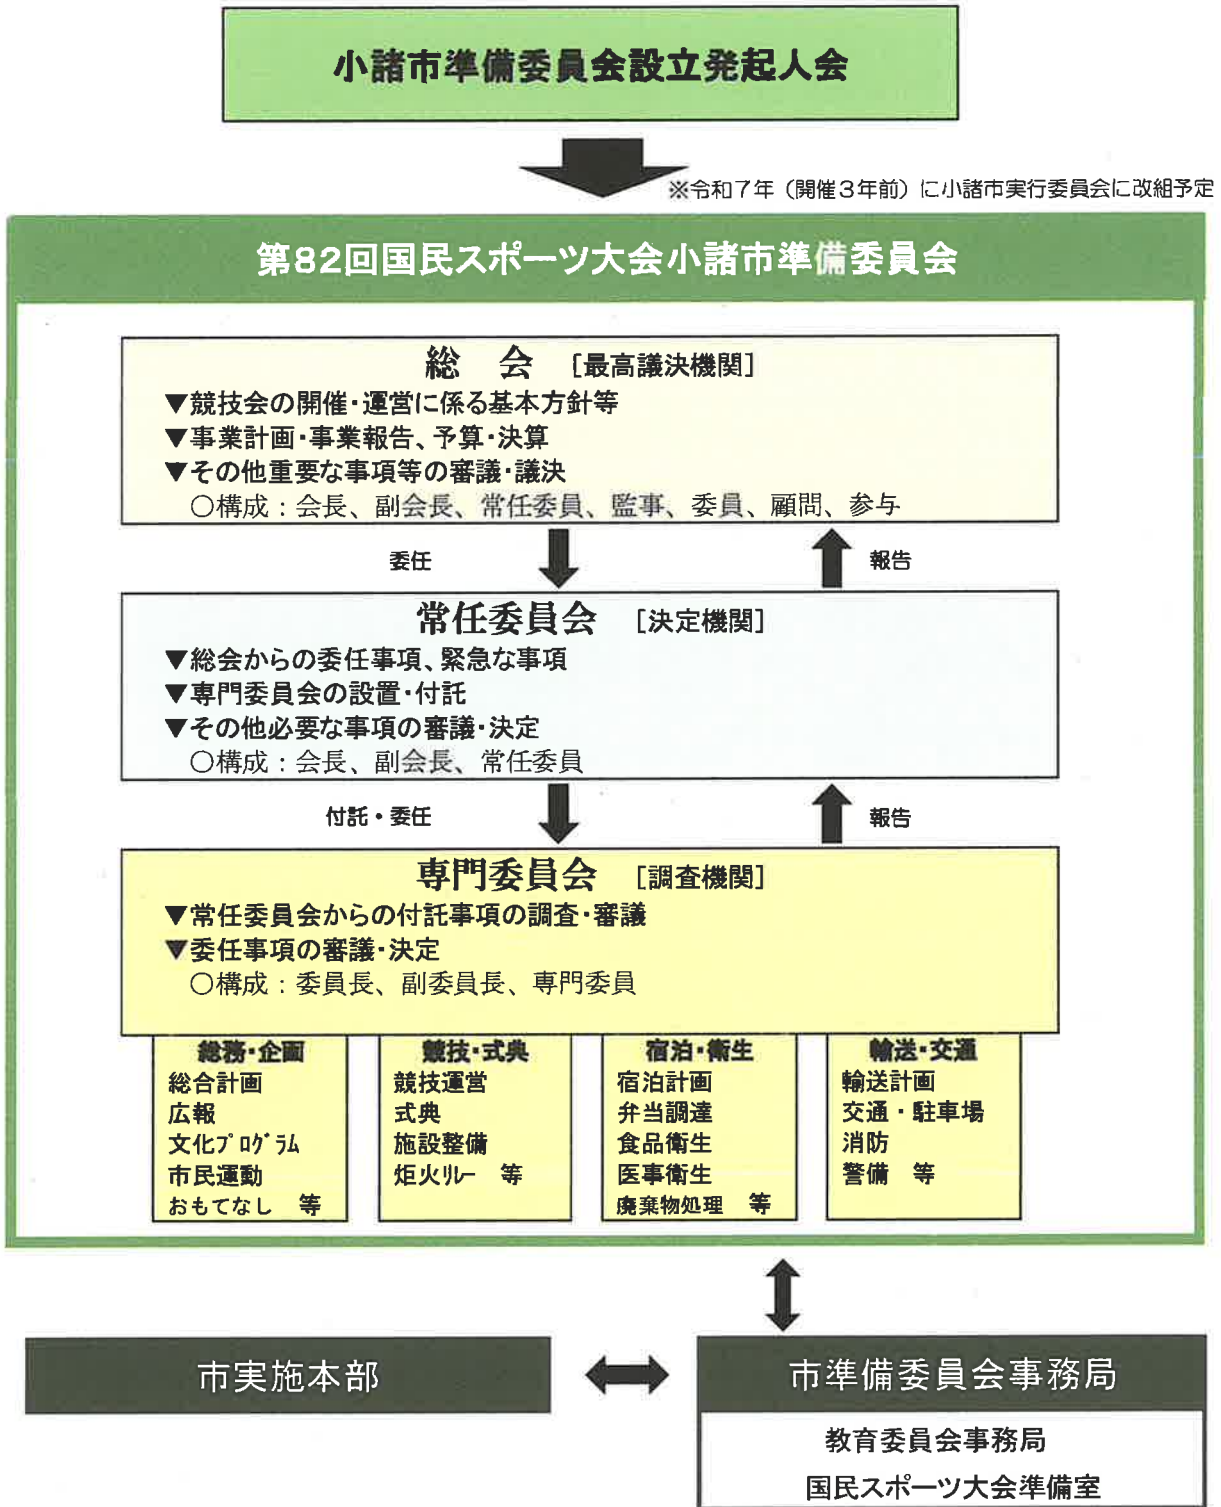 小諸市準備委員会設立発起人会
※令和７年（開催３年前）に小諸市実行委員会に改組予定
第82回国民スポーツ大会小諸市準備委員会
総　会　［最高議決機関］
▼競技会の開催・運営に係る基本方針等
▼事業計画・事業報告、予算・決算
▼その他重要な事項等の審議・議決
○構成：会長、副会長、常任委員、監事、委員、顧問、参与
委任　報告
常任委員会　［決定機関］
▼総会からの委任事項、緊急な事項
▼専門委員会の設置・付託
▼その他必要な事項の審議・決定
○構成：会長、副会長、常任委員
付託・委任　報告
専門委員会　［調査機関］
▼常任委員会からの付託事項の調査・審議
▼委任事項の審議・決定
○構成：委員長、副委員長、専門委員
総務・企画
総合計画
広報
文化ﾌﾟﾛｸﾞﾗﾑ
市民運動
おもてなし　等
競技・式典
競技運営
式典
施設整備
炬火ﾘﾚｰ　等
宿泊・衛生
宿泊計画
弁当調達
食品衛生
医事衛生
廃棄物処理　等
輸送・交通
輸送計画
交通・駐車場
消防
警備　等
市実施本部
市準備委員会事務局
教育委員会事務局
国民スポーツ大会準備室